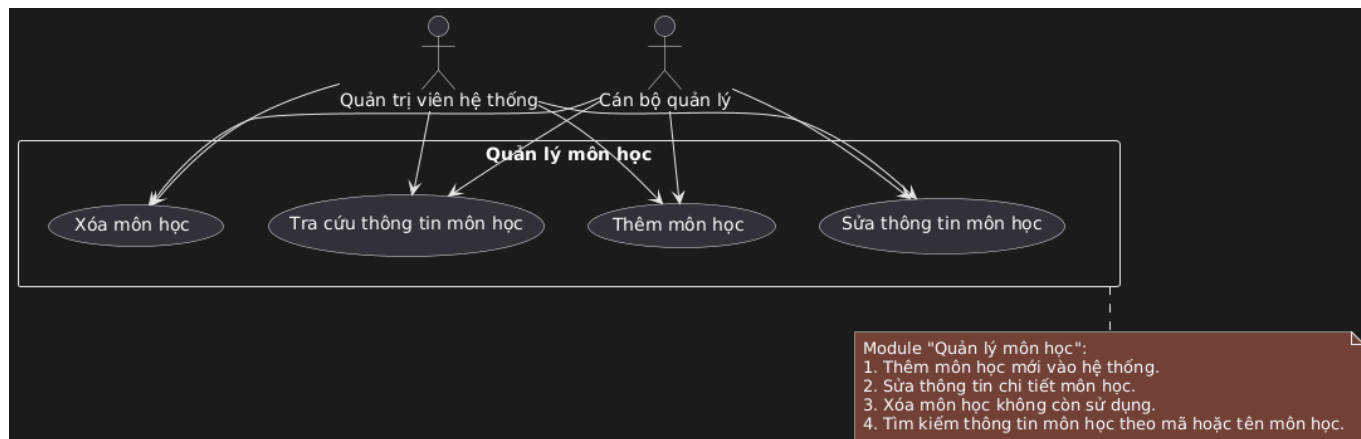 Quản trị viên hệ thống
Cán bộ quản lý
Quản lý môn học
Xóa môn học
Tra cứu thông tin môn học
Thêm môn học
Sửa thông tin môn học
Module "Quản lý môn học":
1. Thêm môn học mới vào hệ thống.
2. Sửa thông tin chi tiết môn học.
3. Xóa môn học không còn sử dụng.
4. Tìm kiếm thông tin môn học theo mã hoặc tên môn học.